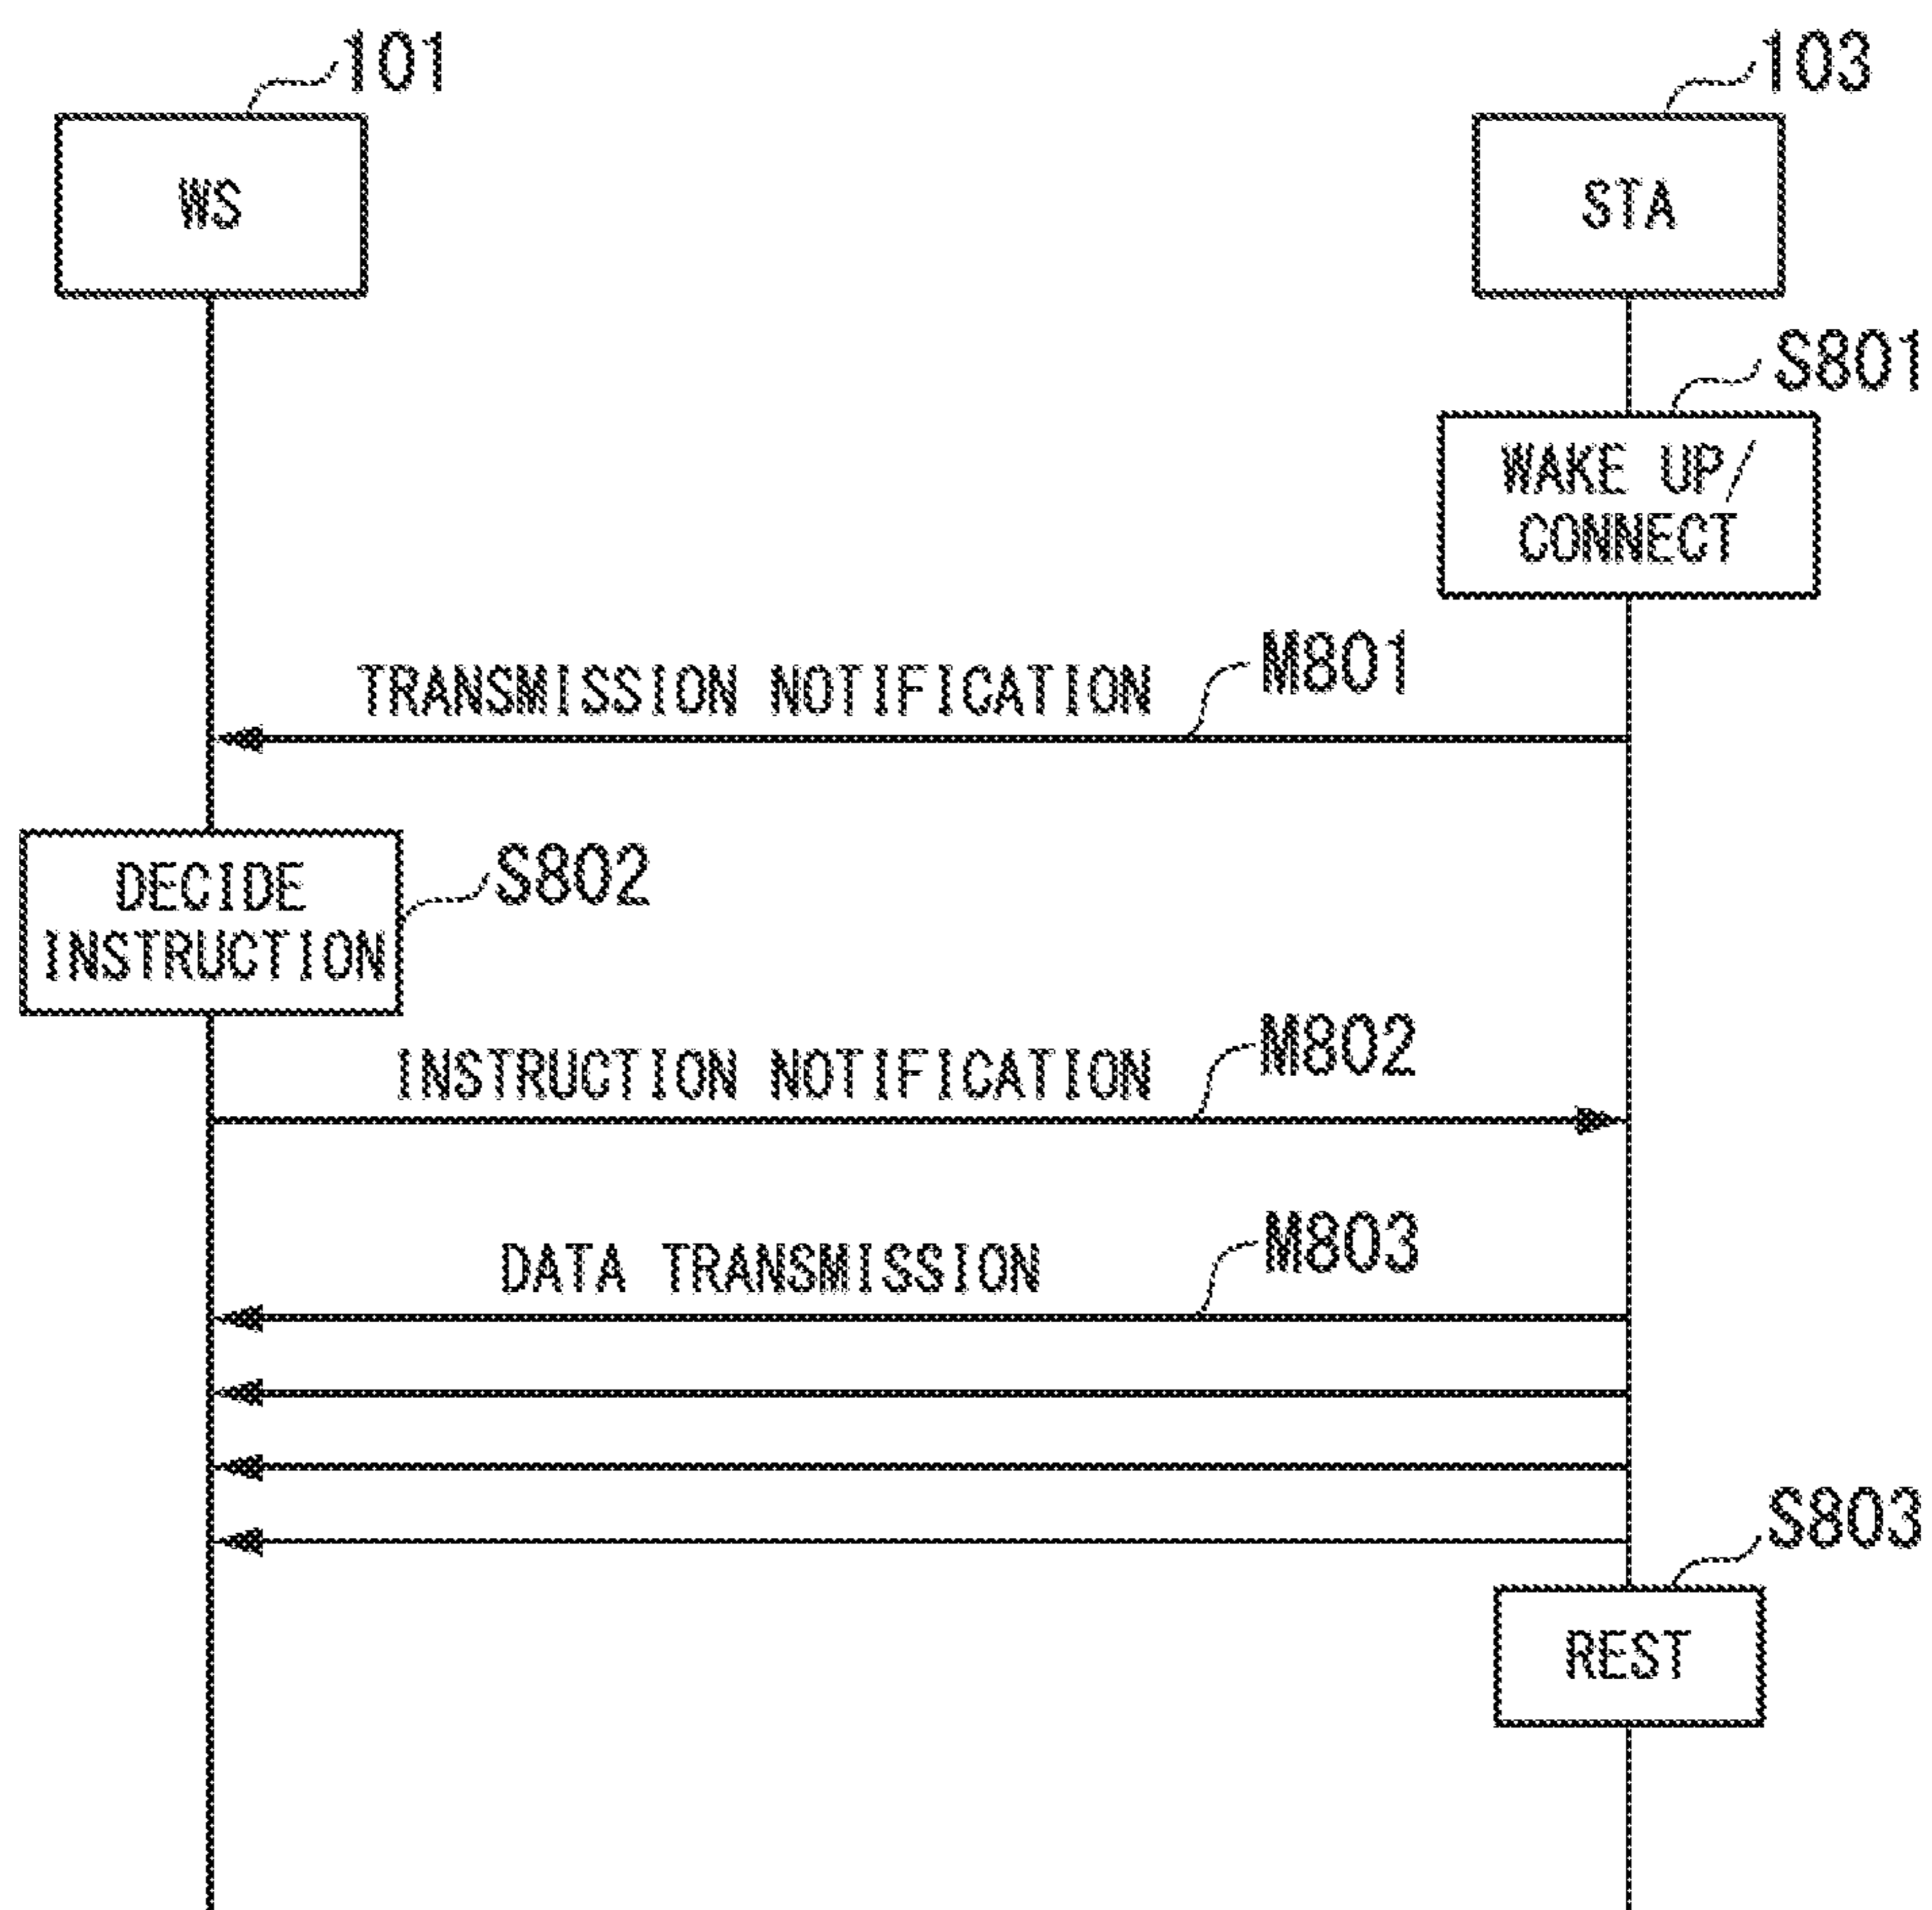 101
103
WS
STA
S801
WAKE UP/
CONNECT
M801
TRANSMISSION NOTIFICATION
DECIDE
INSTRUCTION
S802
M802
INSTRUCTION NOTIFICATION
M803
DATA TRANSMISSION
S803
REST